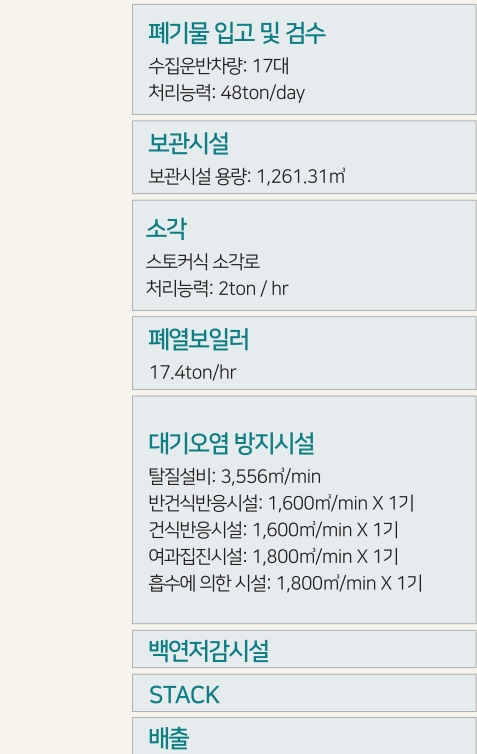 폐기물 입고 및 검수
수집운반차량: 17대
처리능력: 48ton/day
보관시설
보관시설 용량: 1,261.31㎥
소각
스토커식 소각로
처리능력: 2ton / hr
폐열보일러
17.4ton/hr
대기오염 방지시설
탈질설비: 3,556㎥/min
반건식반응시설: 1,600㎥/min X 1기
건식반응시설: 1,600㎥/min X 1기
여과집진시설: 1,800㎥/min X 1기
흡수에 의한 시설: 1,800㎥/min X 1기
백연저감시설
STACK
배출